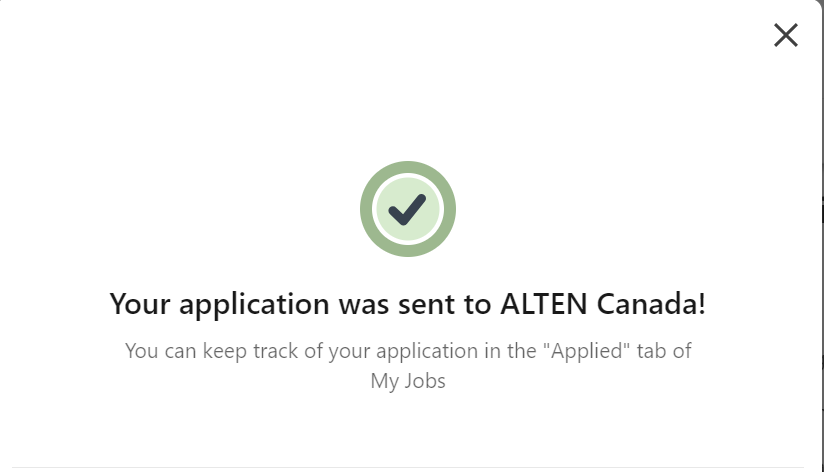 Your application was sent to ALTEN Canada!
You can keep track of your application in the "Applied" tab of
My Jobs